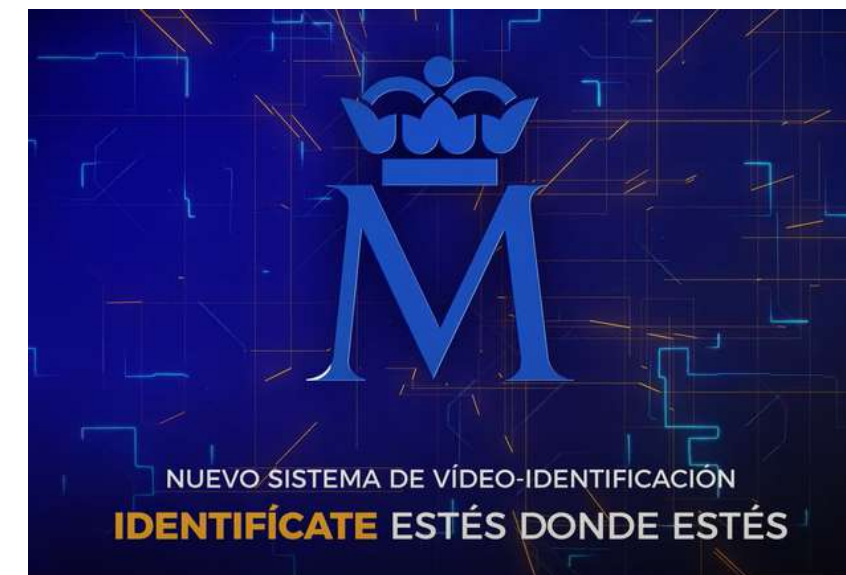 M
NUEVO SISTEMA DE VÍDEO-IDENTIFICACIÓN
IDENTIFÍCATE ESTÉS DONDE ESTÉS